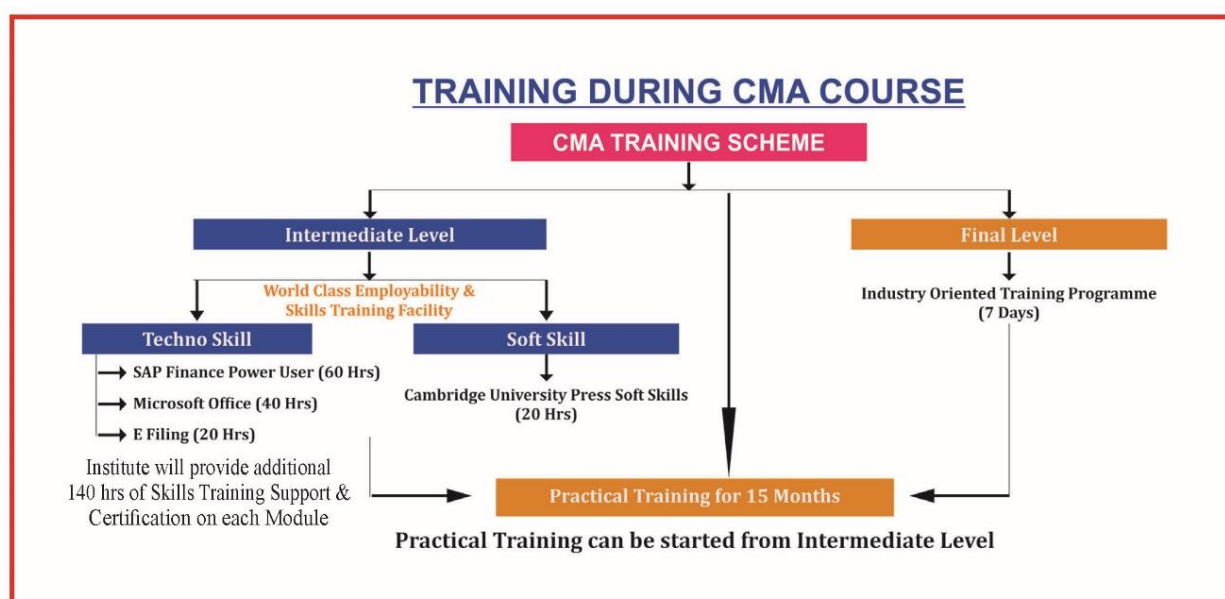 TRAINING DURING CMA COURSE
CMA TRAINING SCHEME
Intermediate Level
Final Level
World Class Employability &
Skills Training Facility
Industry Oriented Training Programme
(7 Days)
Techno Skill
Soft Skill
SAP Finance Power User (60 Hrs)
Microsoft Office (40 Hrs)
E Filing (20 Hrs)
Cambridge University Press Soft Skills
(20 Hrs)
Institute will provide additional
140 hrs of Skills Training Support &
Certification on each Module
Practical Training for 15 Months
Practical Training can be started from Intermediate Level